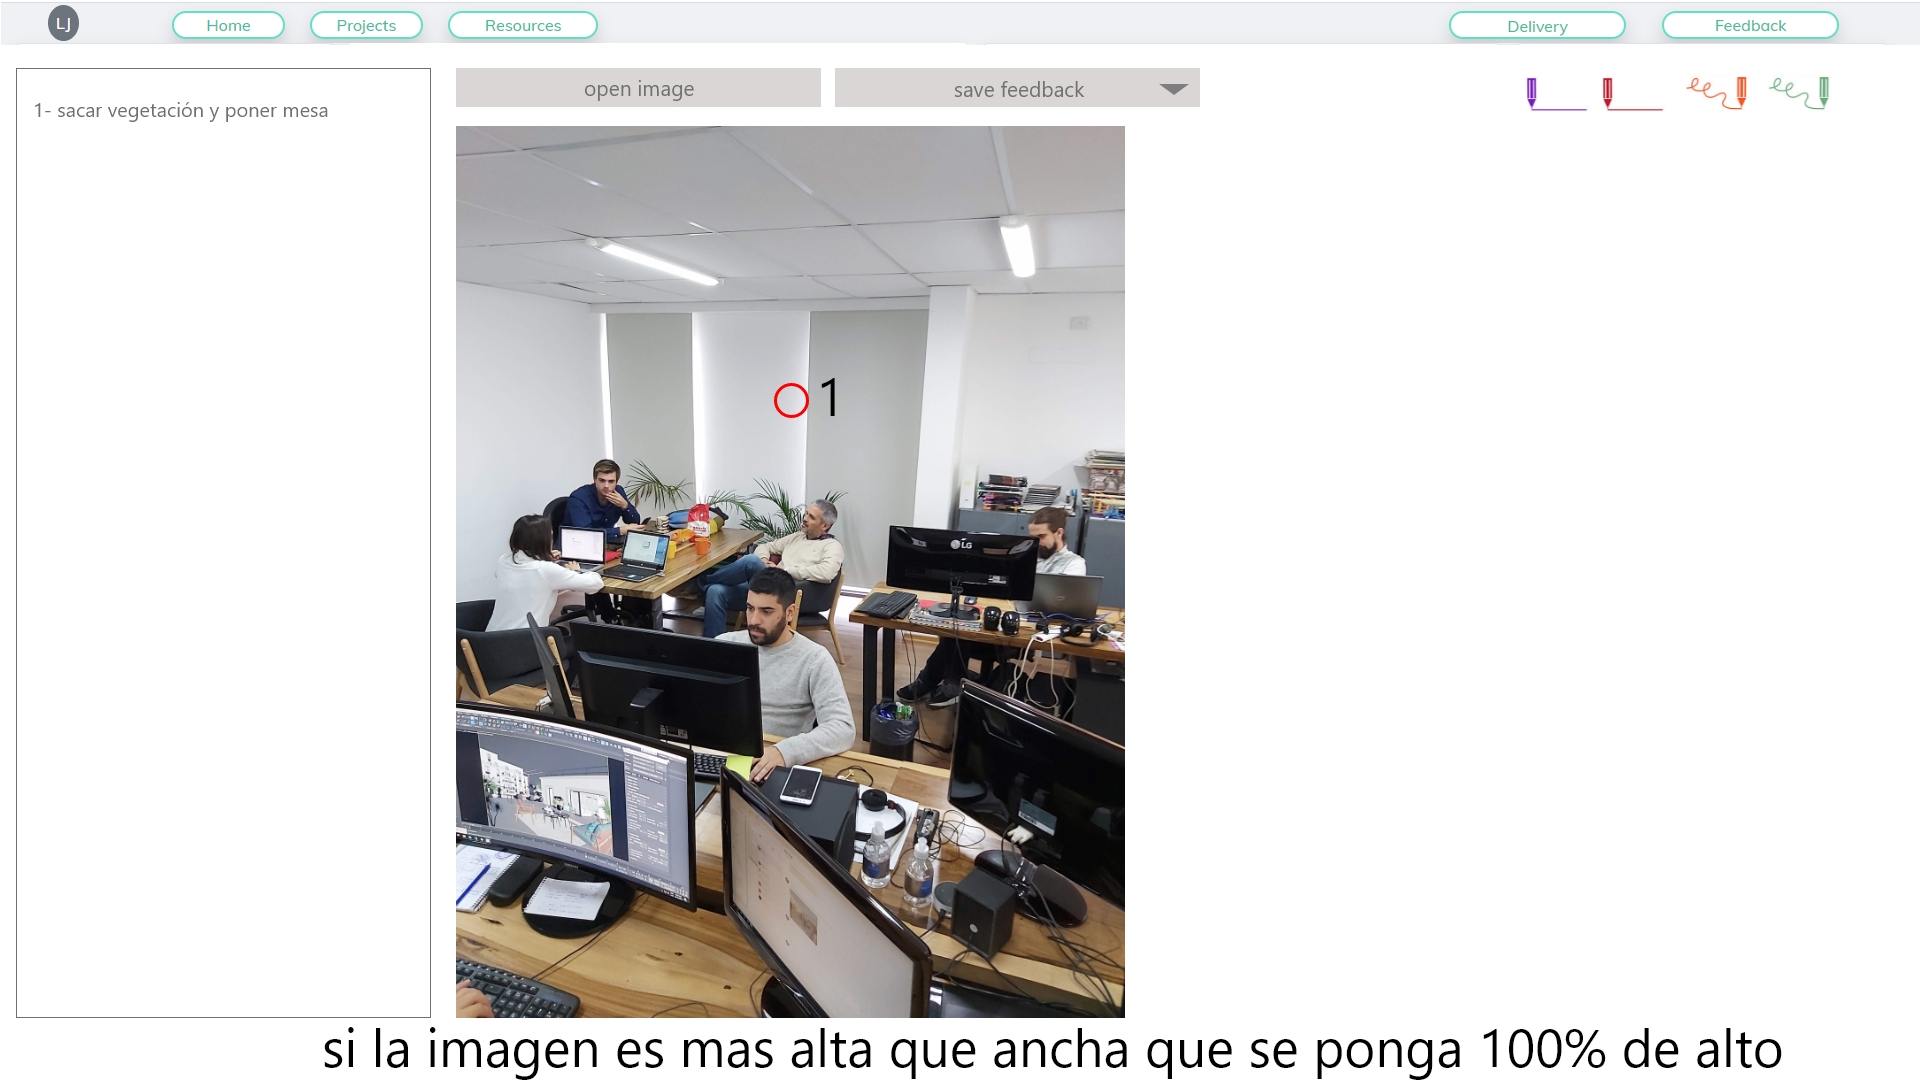 LJ
Home
Projects
Resources
Delivery
Feedback
open image
save feedback
1- sacar vegetación y poner mesa
1
LG
si la imagen es mas alta que ancha que se ponga 100% de alto